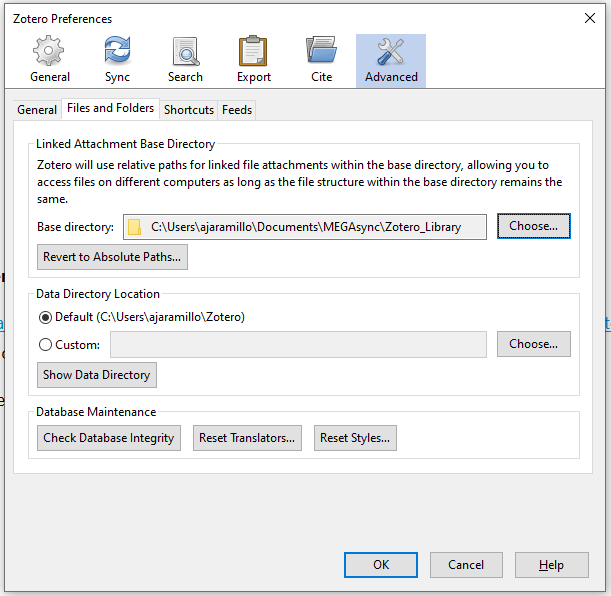 Zotero Preferences
General Sync Search Export Cite Advanced
General Files and Folders Shortcuts Feeds
Linked Attachment Base Directory
Zotero will use relative paths for linked file attachments within the base directory, allowing you to
access files on different computers as long as the file structure within the base directory remains the
same.
Base directory: C:\Users\ajaramillo\Documents\MEGAsync\Zotero_Library Choose...
Revert to Absolute Paths...
Data Directory Location
Default (C:\Users\ajaramillo\Zotero)
Custom: Choose...
Show Data Directory
Database Maintenance
Check Database Integrity Reset Translators... Reset Styles...
OK Cancel Help